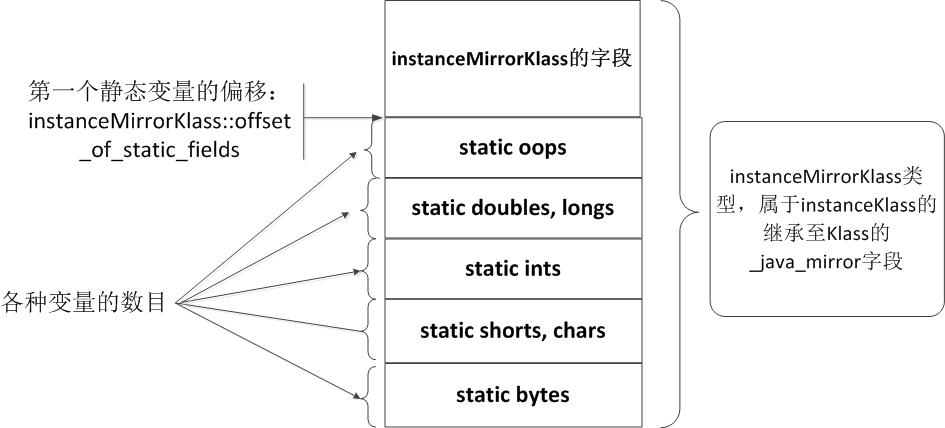 instanceMirrorKlass的字段
第一个静态变量的偏移：
instanceMirrorKlass::offset
_of_static_fields
static oops
static doubles, longs
static ints
static shorts, chars
static bytes
各种变量的数目
instanceMirrorKlass类
型，属于instanceKlass的
继承至Klass的
_java_mirror字段